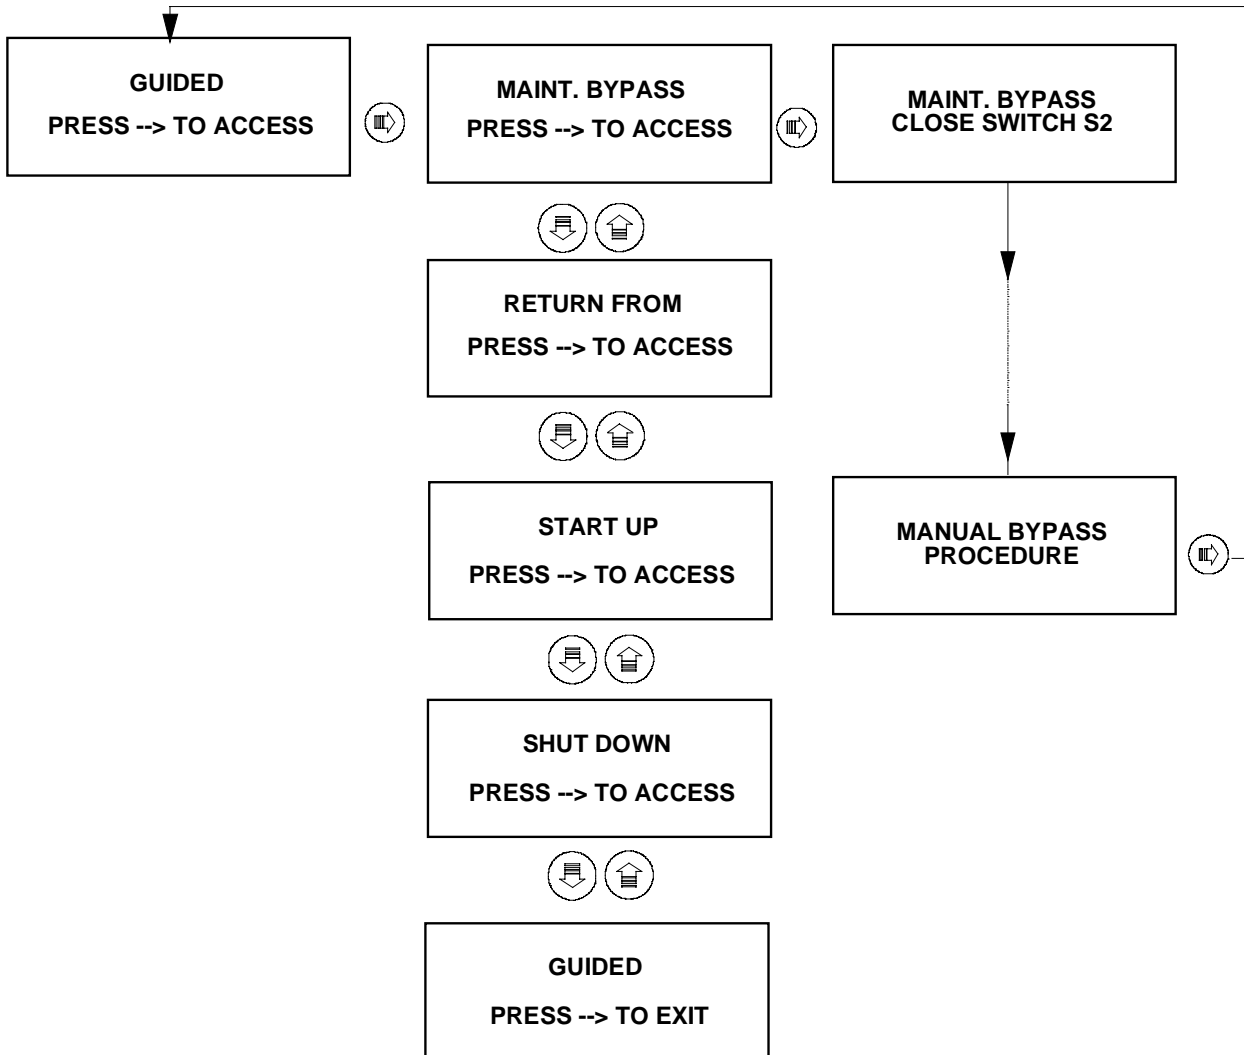 GUIDED
PRESS --> TO ACCESS
MAINT. BYPASS
PRESS --> TO ACCESS
MAINT. BYPASS
CLOSE SWITCH S2
RETURN FROM
PRESS --> TO ACCESS
START UP
PRESS --> TO ACCESS
MANUAL BYPASS
PROCEDURE
SHUT DOWN
PRESS --> TO ACCESS
GUIDED
PRESS --> TO EXIT